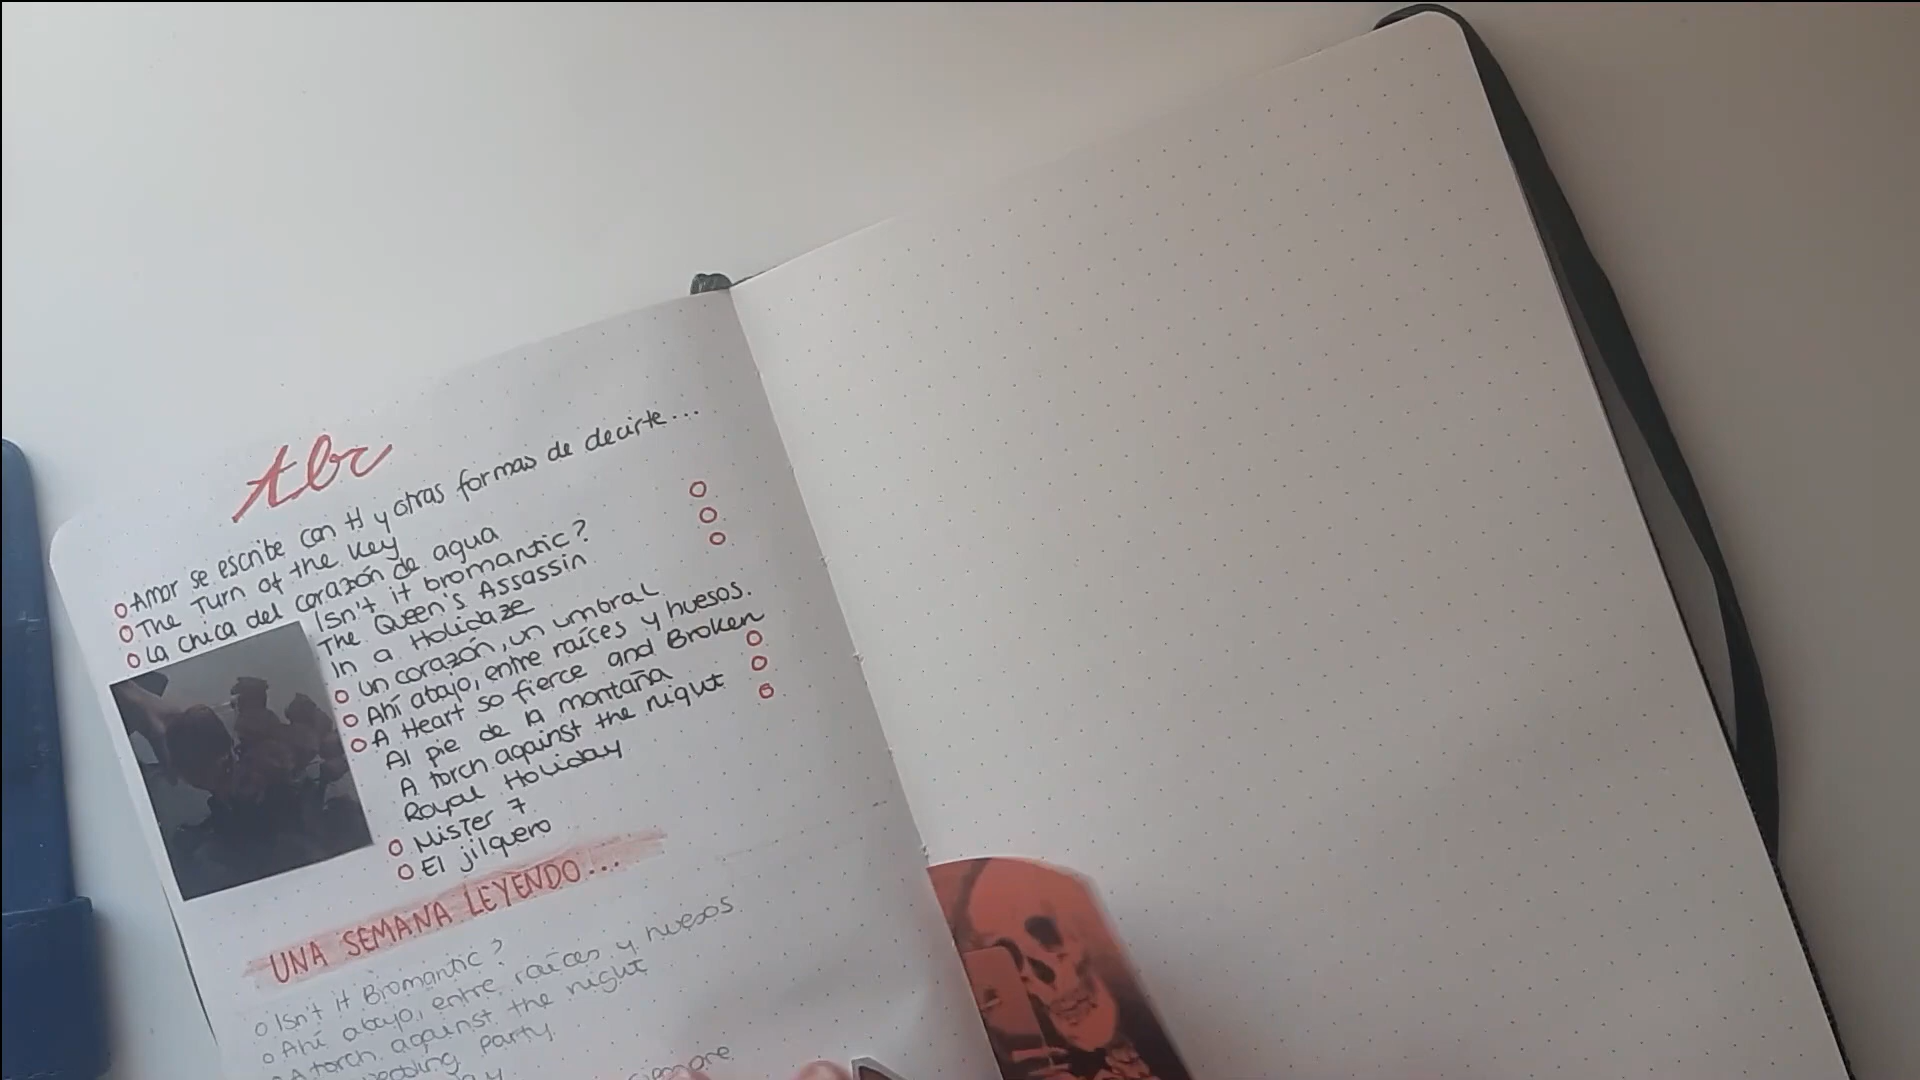 Abc
Amor se escribe con H y otras formas de decirte...
The Turn of the Key
La chica del corazón de agua
Isn't it bromantic?
The Queen's Assassin
In a Holidaze
Un corazón, un umbral
Ahí abajo, entre raíces y huesos.
A Heart so fierce and Broken
Al pie de la montaña
A torch against the night
Royal Holiday
Mister 7
El jilguero
UNA SEMANA LEYENDO...
Isn't it Bromantic?
Ahí abajo, entre raíces y huesos
A torch against the night
party